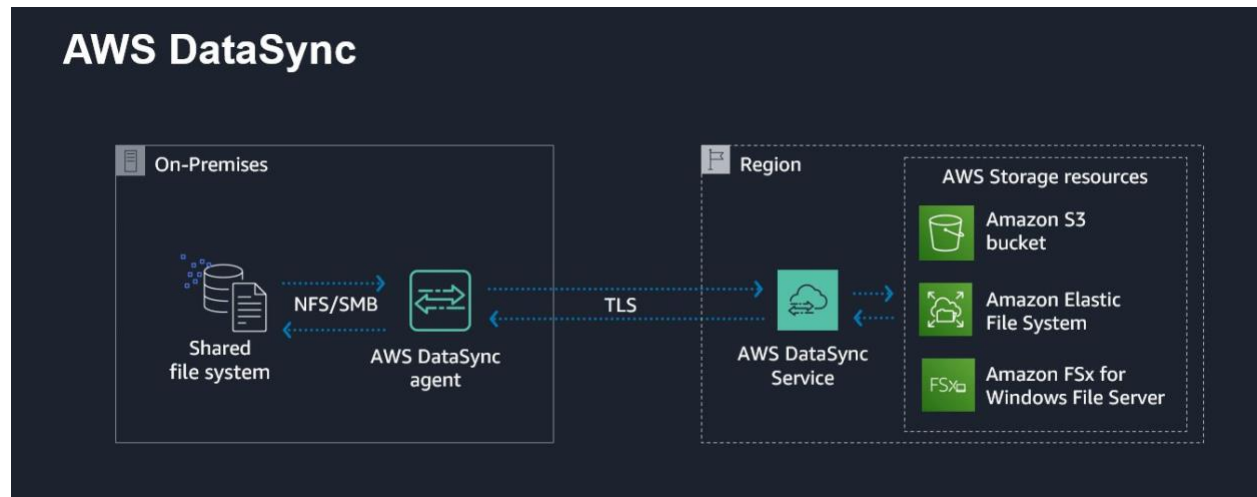 AWS DataSync
On-Premises
Shared
file system
NFS/SMB
AWS DataSync
agent
TLS
Region
AWS DataSync
Service
AWS Storage resources
Amazon S3
bucket
Amazon Elastic
File System
FSx
Amazon FSx for
Windows File Server